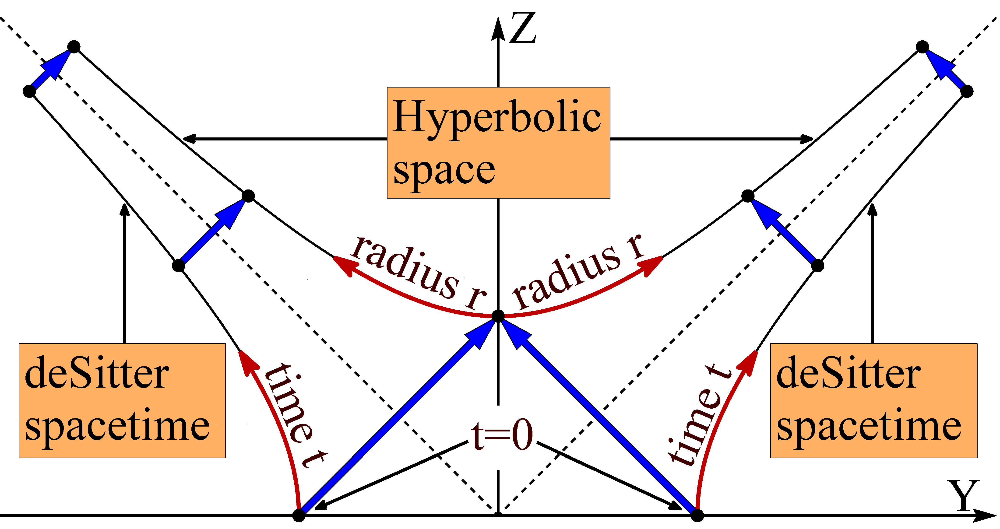 Z
Hyperbolic
space
radius r
radius r
deSitter
spacetime
time t
t=0
time t
deSitter
spacetime
Y